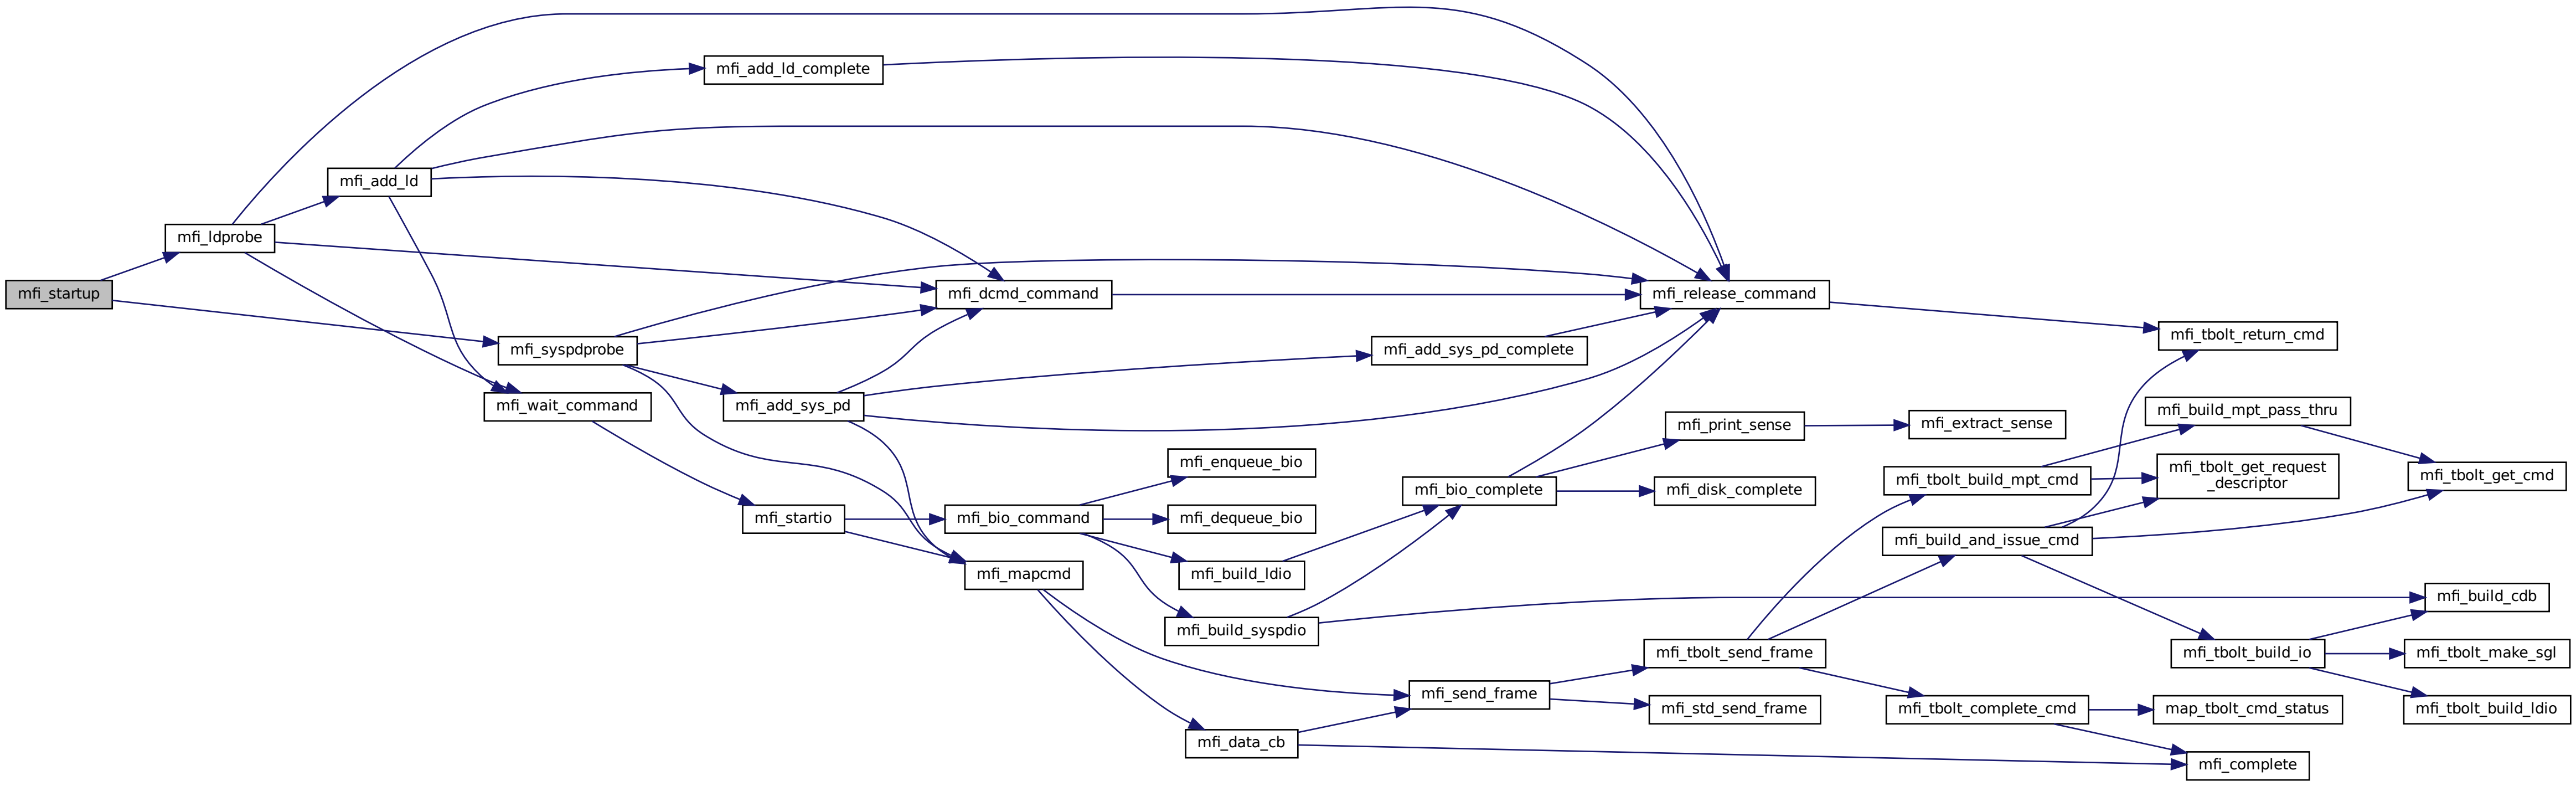 mfi_startup
mfi_ldprobe
mfi_add_ld
mfi_add_ld_complete
mfi_syspdprobe
mfi_wait_command
mfi_add_sys_pd
mfi_startio
mfi_dcmd_command
mfi_bio_command
mfi_mapcmd
mfi_enqueue_bio
mfi_dequeue_bio
mfi_build_ldio
mfi_build_syspdio
mfi_data_cb
mfi_add_sys_pd_complete
mfi_bio_complete
mfi_send_frame
mfi_release_command
mfi_print_sense
mfi_disk_complete
mfi_tbolt_send_frame
mfi_std_send_frame
mfi_extract_sense
mfi_tbolt_build_mpt_cmd
mfi_build_and_issue_cmd
mfi_tbolt_complete_cmd
mfi_tbolt_return_cmd
mfi_build_mpt_pass_thru
mfi_tbolt_get_request
_descriptor
mfi_tbolt_build_io
map_tbolt_cmd_status
mfi_complete
mfi_tbolt_get_cmd
mfi_build_cdb
mfi_tbolt_make_sgl
mfi_tbolt_build_ldio